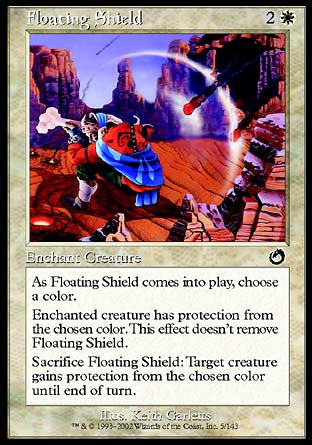 Floating Shield 2
Enchant Creature
As Floating Shield comes into play, choose
a color.
Enchanted creature has protection from
the chosen color. This effect doesn't remove
Floating Shield.
Sacrifice Floating Shield: Target creature
gains protection from the chosen color
until end of turn.
Illus. Keith Garletts
™ & © 1993–2002 Wizards of the Coast, Inc. 5/143